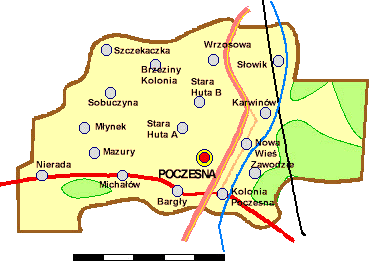 Szczekaczka
Wrzosowa
Brzeziny
Kolonia
Słowik
Stara
Huta B
Sobuczyna
Karwinów
Młynek
Stara
Huta A
Nowa
Wieś
Mazury
Zawodzie
Nierada
POCZESNA
Michałów
Bargły
Kolonia
Poczesna